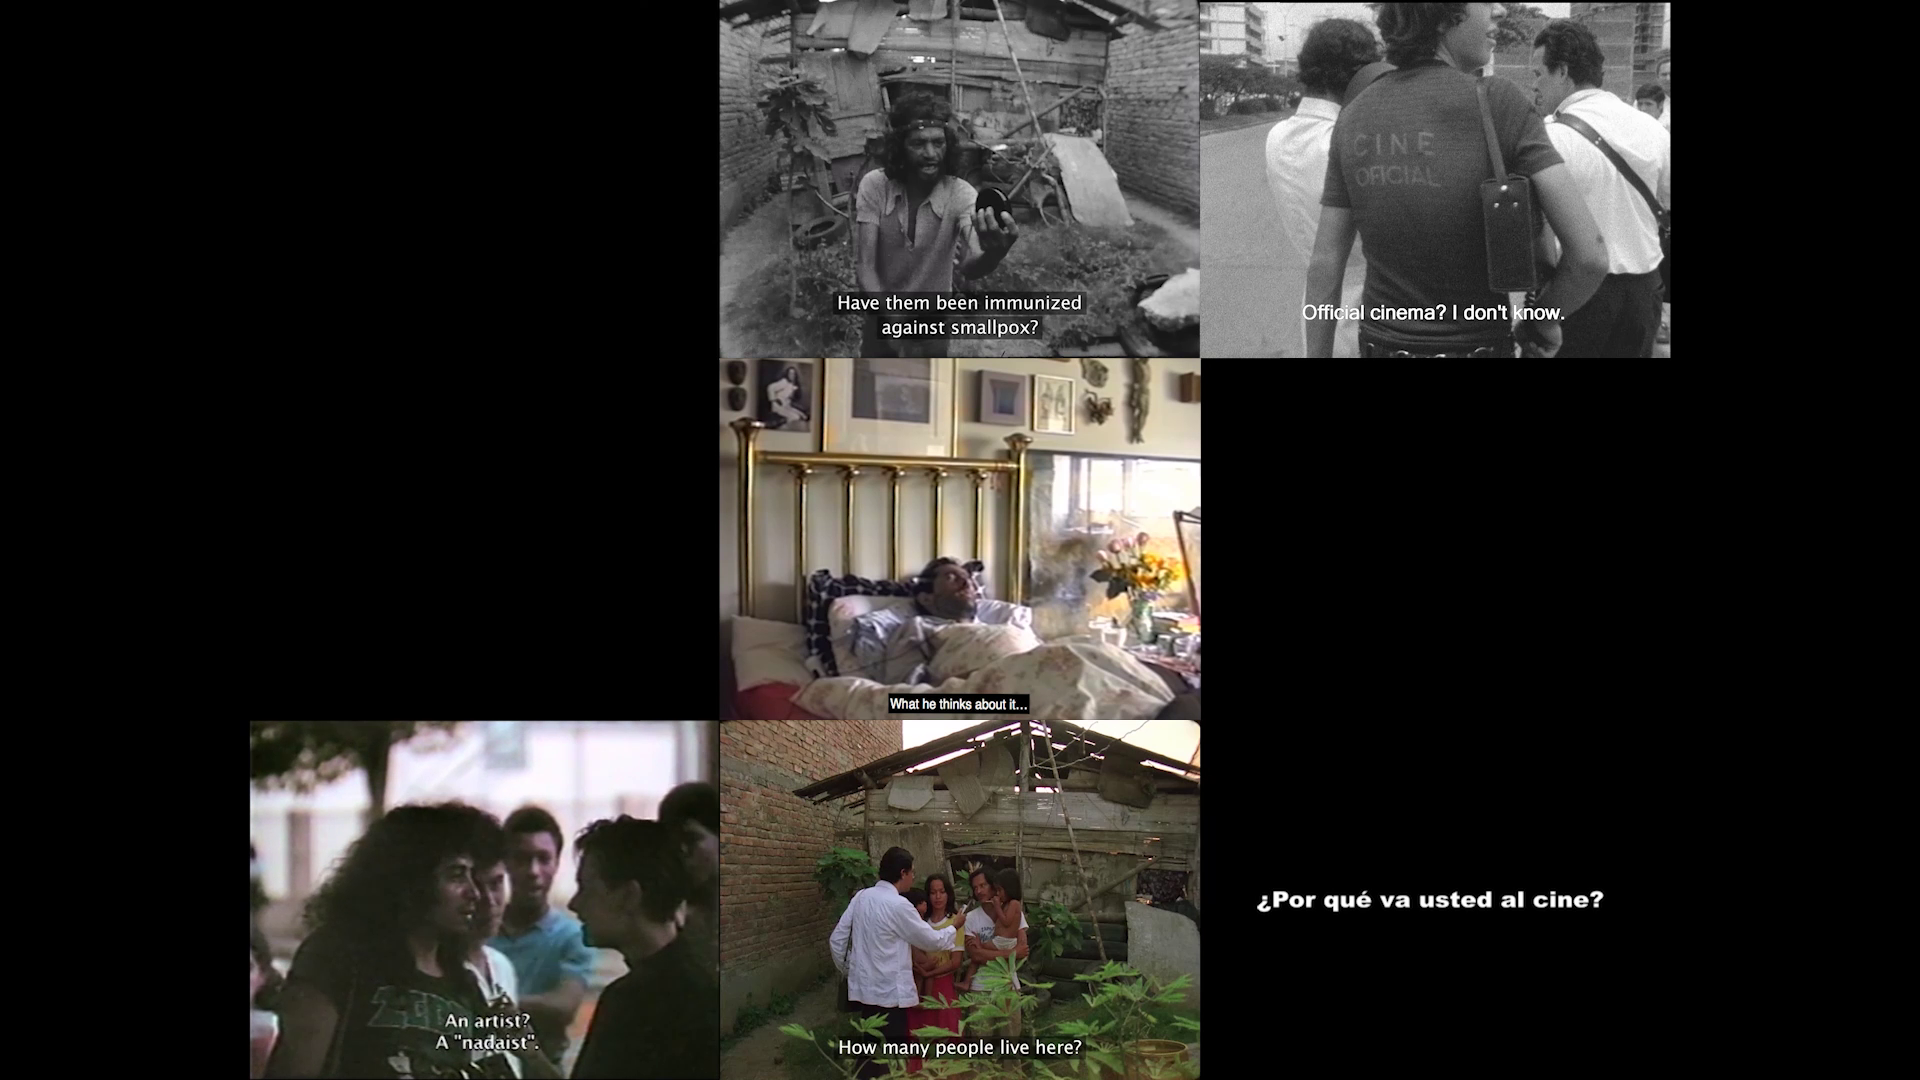 Have them been immunized
against smallpox?
CINE
OFICIAL
Official cinema? I don't know.
What he thinks about it...
An artist?
A "nadaist".
How many people live here?
¿Por qué va usted al cine?